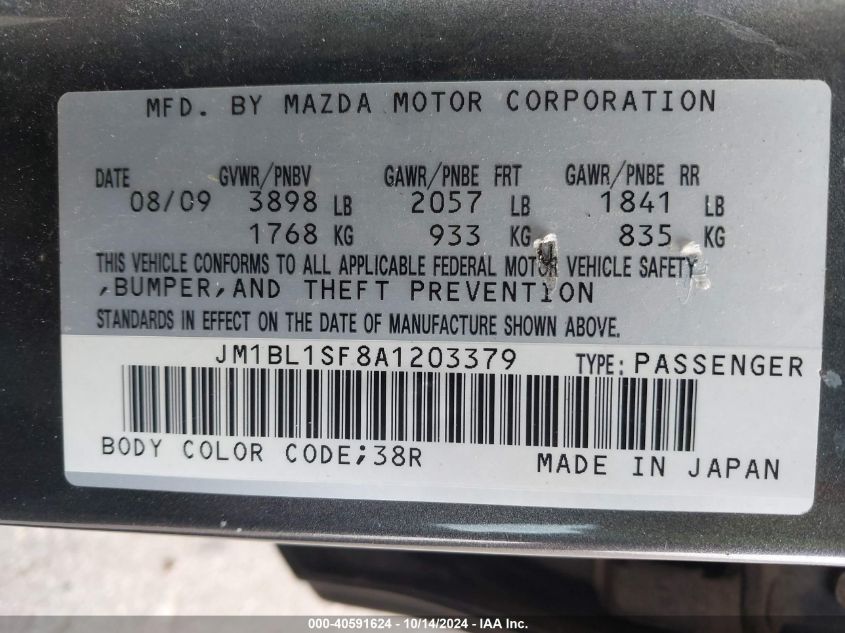 MFD. BY MAZDA MOTOR CORPORATION
DATE GVWR/PNBV GAWR/PNBE FRT GAWR/PNBE RR
08/09 3898 LB 2057 LB 1841 LB
1768 KG 933 KG 835 KG
THIS VEHICLE CONFORMS TO ALL APPLICABLE FEDERAL MOTOR VEHICLE SAFETY
,BUMPER,AND THEFT PREVENTION
STANDARDS IN EFFECT ON THE DATE OF MANUFACTURE SHOWN ABOVE.
JM1BL1SF8A1203379 TYPE: PASSENGER
BODY COLOR CODE;38R MADE IN JAPAN
000-40591624 - 10/14/2024 - IAA, Inc.